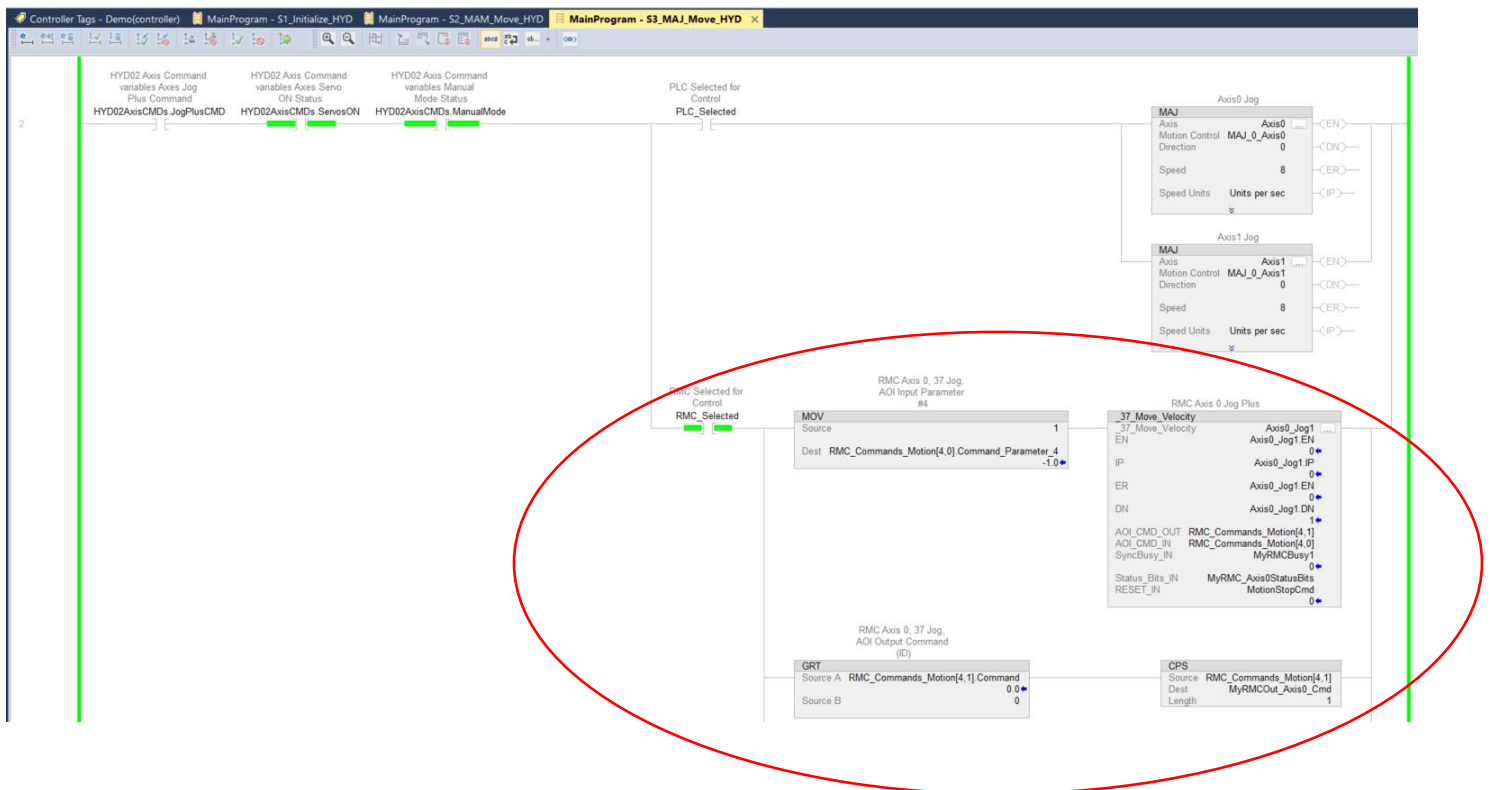 Controller Tags - Demo(controller)
MainProgram - S1_Initialize_HYD
MainProgram - S2_MAM_Move_HYD
MainProgram - S3_MAJ_Move_HYD
abcd
ab...
<ab>
2
HYD02 Axis Command
variables Axes Jog
Plus Command
HYD02AxisCMDs.JogPlusCMD
HYD02 Axis Command
variables Axes Servo
ON Status
HYD02AxisCMDs.ServosON
HYD02 Axis Command
variables Manual
Mode Status
HYD02AxisCMDs.ManualMode
PLC Selected for
Control
PLC_Selected
Axis0 Jog
MAJ
Axis Axis0 ...
Motion Control MAJ_0_Axis0
Direction 0
Speed 8
Speed Units Units per sec
EN
DN
ER
IP
Axis1 Jog
MAJ
Axis Axis1 ...
Motion Control MAJ_0_Axis1
Direction 0
Speed 8
Speed Units Units per sec
EN
DN
ER
IP
RMC Selected for
Control
RMC_Selected
RMC Axis 0, 37 Jog,
AOI Input Parameter
#4
MOV
Source 1
Dest RMC_Commands_Motion[4,0].Command_Parameter_4
-1.0
RMC Axis 0 Jog Plus
_37_Move_Velocity
_37_Move_Velocity Axis0_Jog1 ...
EN Axis0_Jog1.EN
0
IP Axis0_Jog1.IP
0
ER Axis0_Jog1.EN
0
DN Axis0_Jog1.DN
1
AOI_CMD_OUT RMC_Commands_Motion[4,1]
AOI_CMD_IN RMC_Commands_Motion[4,0]
SyncBusy_IN MyRMCBusy1
0
Status_Bits_IN MyRMC_Axis0StatusBits
RESET_IN MotionStopCmd
0
RMC Axis 0, 37 Jog,
AOI Output Command
(ID)
GRT
Source A RMC_Commands_Motion[4,1].Command
0.0
Source B 0
CPS
Source RMC_Commands_Motion[4,1]
Dest MyRMCOut_Axis0_Cmd
Length 1